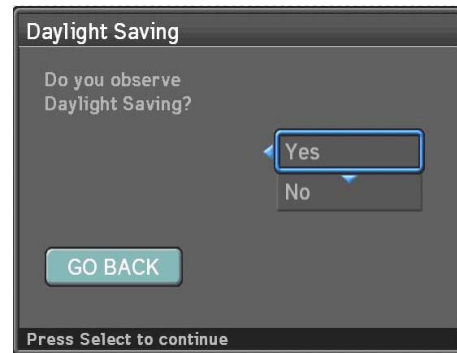 Daylight Saving
Do you observe
Daylight Saving?
Yes
No
GO BACK
Press Select to continue